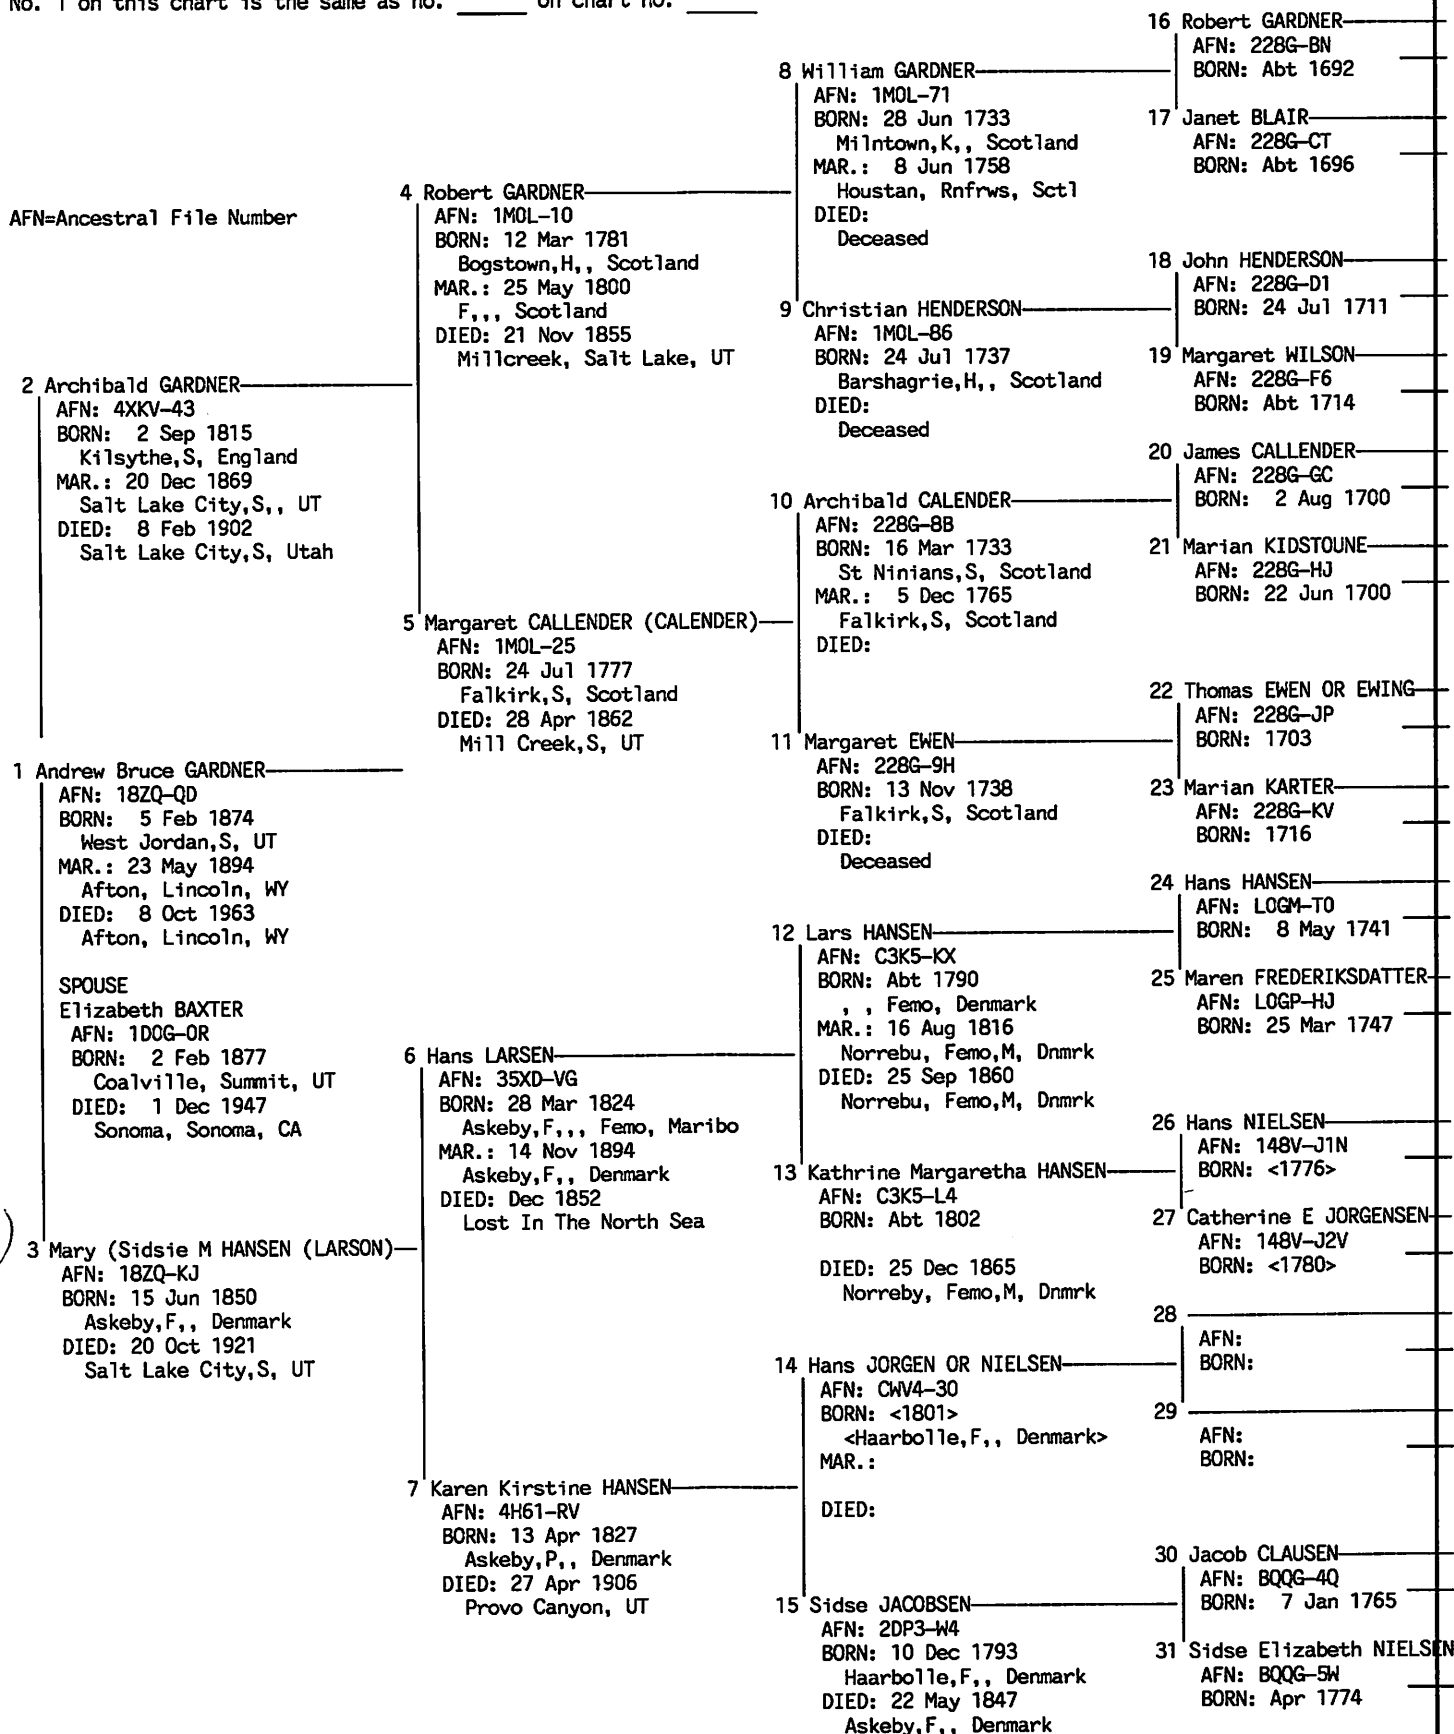 No. 1 on this chart is the same as no. _____ on chart no. _____
AFN=Ancestral File Number
2 Archibald GARDNER
AFN: 4XKV-43
BORN: 2 Sep 1815
Kilsythe,S, England
MAR.: 20 Dec 1869
Salt Lake City,S,, UT
DIED: 8 Feb 1902
Salt Lake City,S, Utah
1 Andrew Bruce GARDNER
AFN: 18ZQ-QD
BORN: 5 Feb 1874
West Jordan,S, UT
MAR.: 23 May 1894
Afton, Lincoln, WY
DIED: 8 Oct 1963
Afton, Lincoln, WY
SPOUSE
Elizabeth BAXTER
AFN: 1DOG-OR
BORN: 2 Feb 1877
Coalville, Summit, UT
DIED: 1 Dec 1947
Sonoma, Sonoma, CA
3 Mary (Sidsie M HANSEN (LARSON)
AFN: 18ZQ-KJ
BORN: 15 Jun 1850
Askeby,F,, Denmark
DIED: 20 Oct 1921
Salt Lake City,S, UT
4 Robert GARDNER
AFN: 1MOL-10
BORN: 12 Mar 1781
Bogstown,H,, Scotland
MAR.: 25 May 1800
F,,, Scotland
DIED: 21 Nov 1855
Millcreek, Salt Lake, UT
5 Margaret CALLENDER (CALENDER)
AFN: 1MOL-25
BORN: 24 Jul 1777
Falkirk,S, Scotland
DIED: 28 Apr 1862
Mill Creek,S, UT
6 Hans LARSEN
AFN: 35XD-VG
BORN: 28 Mar 1824
Askeby,F,,, Femo, Maribo
MAR.: 14 Nov 1894
Askeby,F,, Denmark
DIED: Dec 1852
Lost In The North Sea
7 Karen Kirstine HANSEN
AFN: 4H61-RV
BORN: 13 Apr 1827
Askeby,P,, Denmark
DIED: 27 Apr 1906
Provo Canyon, UT
8 William GARDNER
AFN: 1MOL-71
BORN: 28 Jun 1733
Milntown,K,, Scotland
MAR.: 8 Jun 1758
Houstan, Rnfrws, Sctl
DIED:
Deceased
9 Christian HENDERSON
AFN: 1MOL-86
BORN: 24 Jul 1737
Barshagrie,H,, Scotland
DIED:
Deceased
10 Archibald CALENDER
AFN: 228G-8B
BORN: 16 Mar 1733
St Ninians,S, Scotland
MAR.: 5 Dec 1765
Falkirk,S, Scotland
DIED:
11 Margaret EWEN
AFN: 228G-9H
BORN: 13 Nov 1738
Falkirk,S, Scotland
DIED:
Deceased
12 Lars HANSEN
AFN: C3K5-KX
BORN: Abt 1790
, , Femo, Denmark
MAR.: 16 Aug 1816
Norrebu, Femo,M, Dnmrk
DIED: 25 Sep 1860
Norrebu, Femo,M, Dnmrk
13 Kathrine Margaretha HANSEN
AFN: C3K5-L4
BORN: Abt 1802
DIED: 25 Dec 1865
Norreby, Femo,M, Dnmrk
14 Hans JORGEN OR NIELSEN
AFN: CWV4-30
BORN: <1801>
<Haarbolle,F,, Denmark>
MAR.:
DIED:
15 Sidse JACOBSEN
AFN: 2DP3-W4
BORN: 10 Dec 1793
Haarbolle,F,, Denmark
DIED: 22 May 1847
Askeby,F,, Denmark
16 Robert GARDNER
AFN: 228G-BN
BORN: Abt 1692
17 Janet BLAIR
AFN: 228G-CT
BORN: Abt 1696
18 John HENDERSON
AFN: 228G-D1
BORN: 24 Jul 1711
19 Margaret WILSON
AFN: 228G-F6
BORN: Abt 1714
20 James CALLENDER
AFN: 228G-GC
BORN: 2 Aug 1700
21 Marian KIDSTOUNE
AFN: 228G-HJ
BORN: 22 Jun 1700
22 Thomas EWEN OR EWING
AFN: 228G-JP
BORN: 1703
23 Marian KARTER
AFN: 228G-KV
BORN: 1716
24 Hans HANSEN
AFN: LOGM-TO
BORN: 8 May 1741
25 Maren FREDERIKSDATTER
AFN: LOGP-HJ
BORN: 25 Mar 1747
26 Hans NIELSEN
AFN: 148V-J1N
BORN: <1776>
27 Catherine E JORGENSEN
AFN: 148V-J2V
BORN: <1780>
28
AFN:
BORN:
29
AFN:
BORN:
30 Jacob CLAUSEN
AFN: BQQG-4Q
BORN: 7 Jan 1765
31 Sidse Elizabeth NIELSEN
AFN: BQQG-5W
BORN: Apr 1774